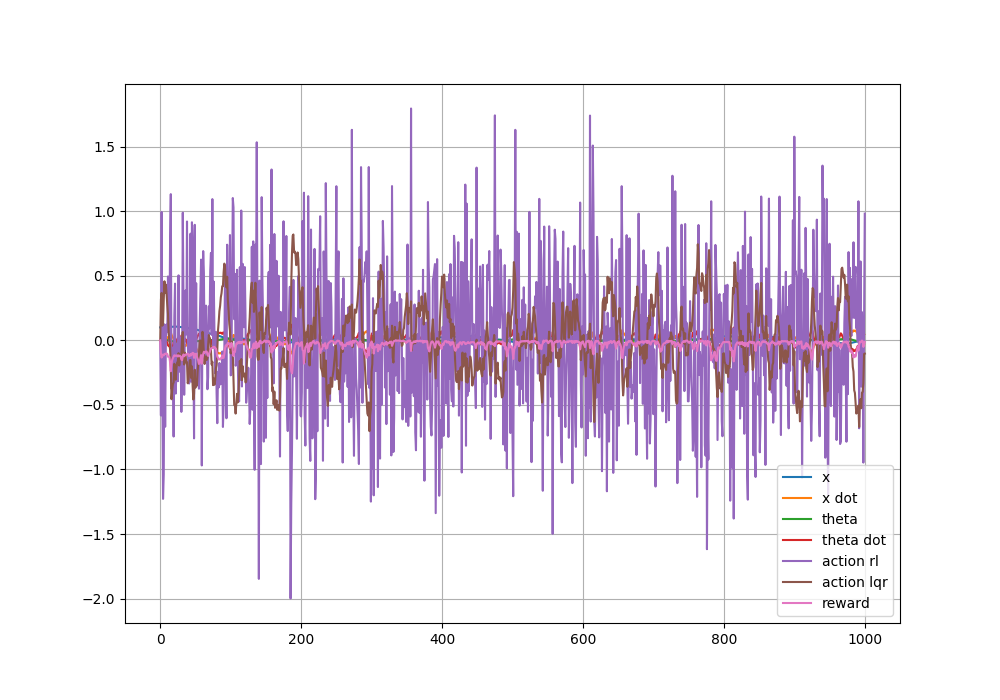 1.5
1.0
0.5
0.0
−0.5
−1.0
−1.5
−2.0
0 200 400 600 800 1000
x
x dot
theta
theta dot
action rl
action lqr
reward